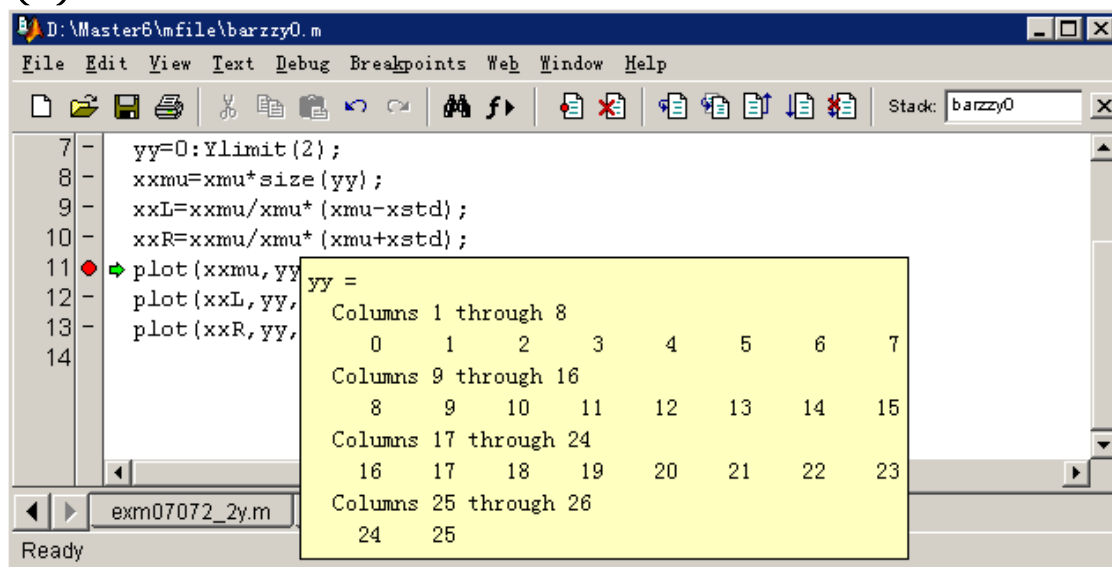 D:\Master6\mfile\barzzy0.m
File Edit View Text Debug Breakpoints Web Window Help
Stack: barzzy0
7 - yy=0:Ylimit(2);
8 - xxmu=xmu*size(yy);
9 - xxL=xxmu/xmu*(xmu-xstd);
10 - xxR=xxmu/xmu*(xmu+xstd);
11 plot(xxmu,yy
12 - plot(xxL,yy,
13 - plot(xxR,yy,
14
yy =
Columns 1 through 8
0 1 2 3 4 5 6 7
Columns 9 through 16
8 9 10 11 12 13 14 15
Columns 17 through 24
16 17 18 19 20 21 22 23
Columns 25 through 26
24 25
exm07072_2y.m
Ready